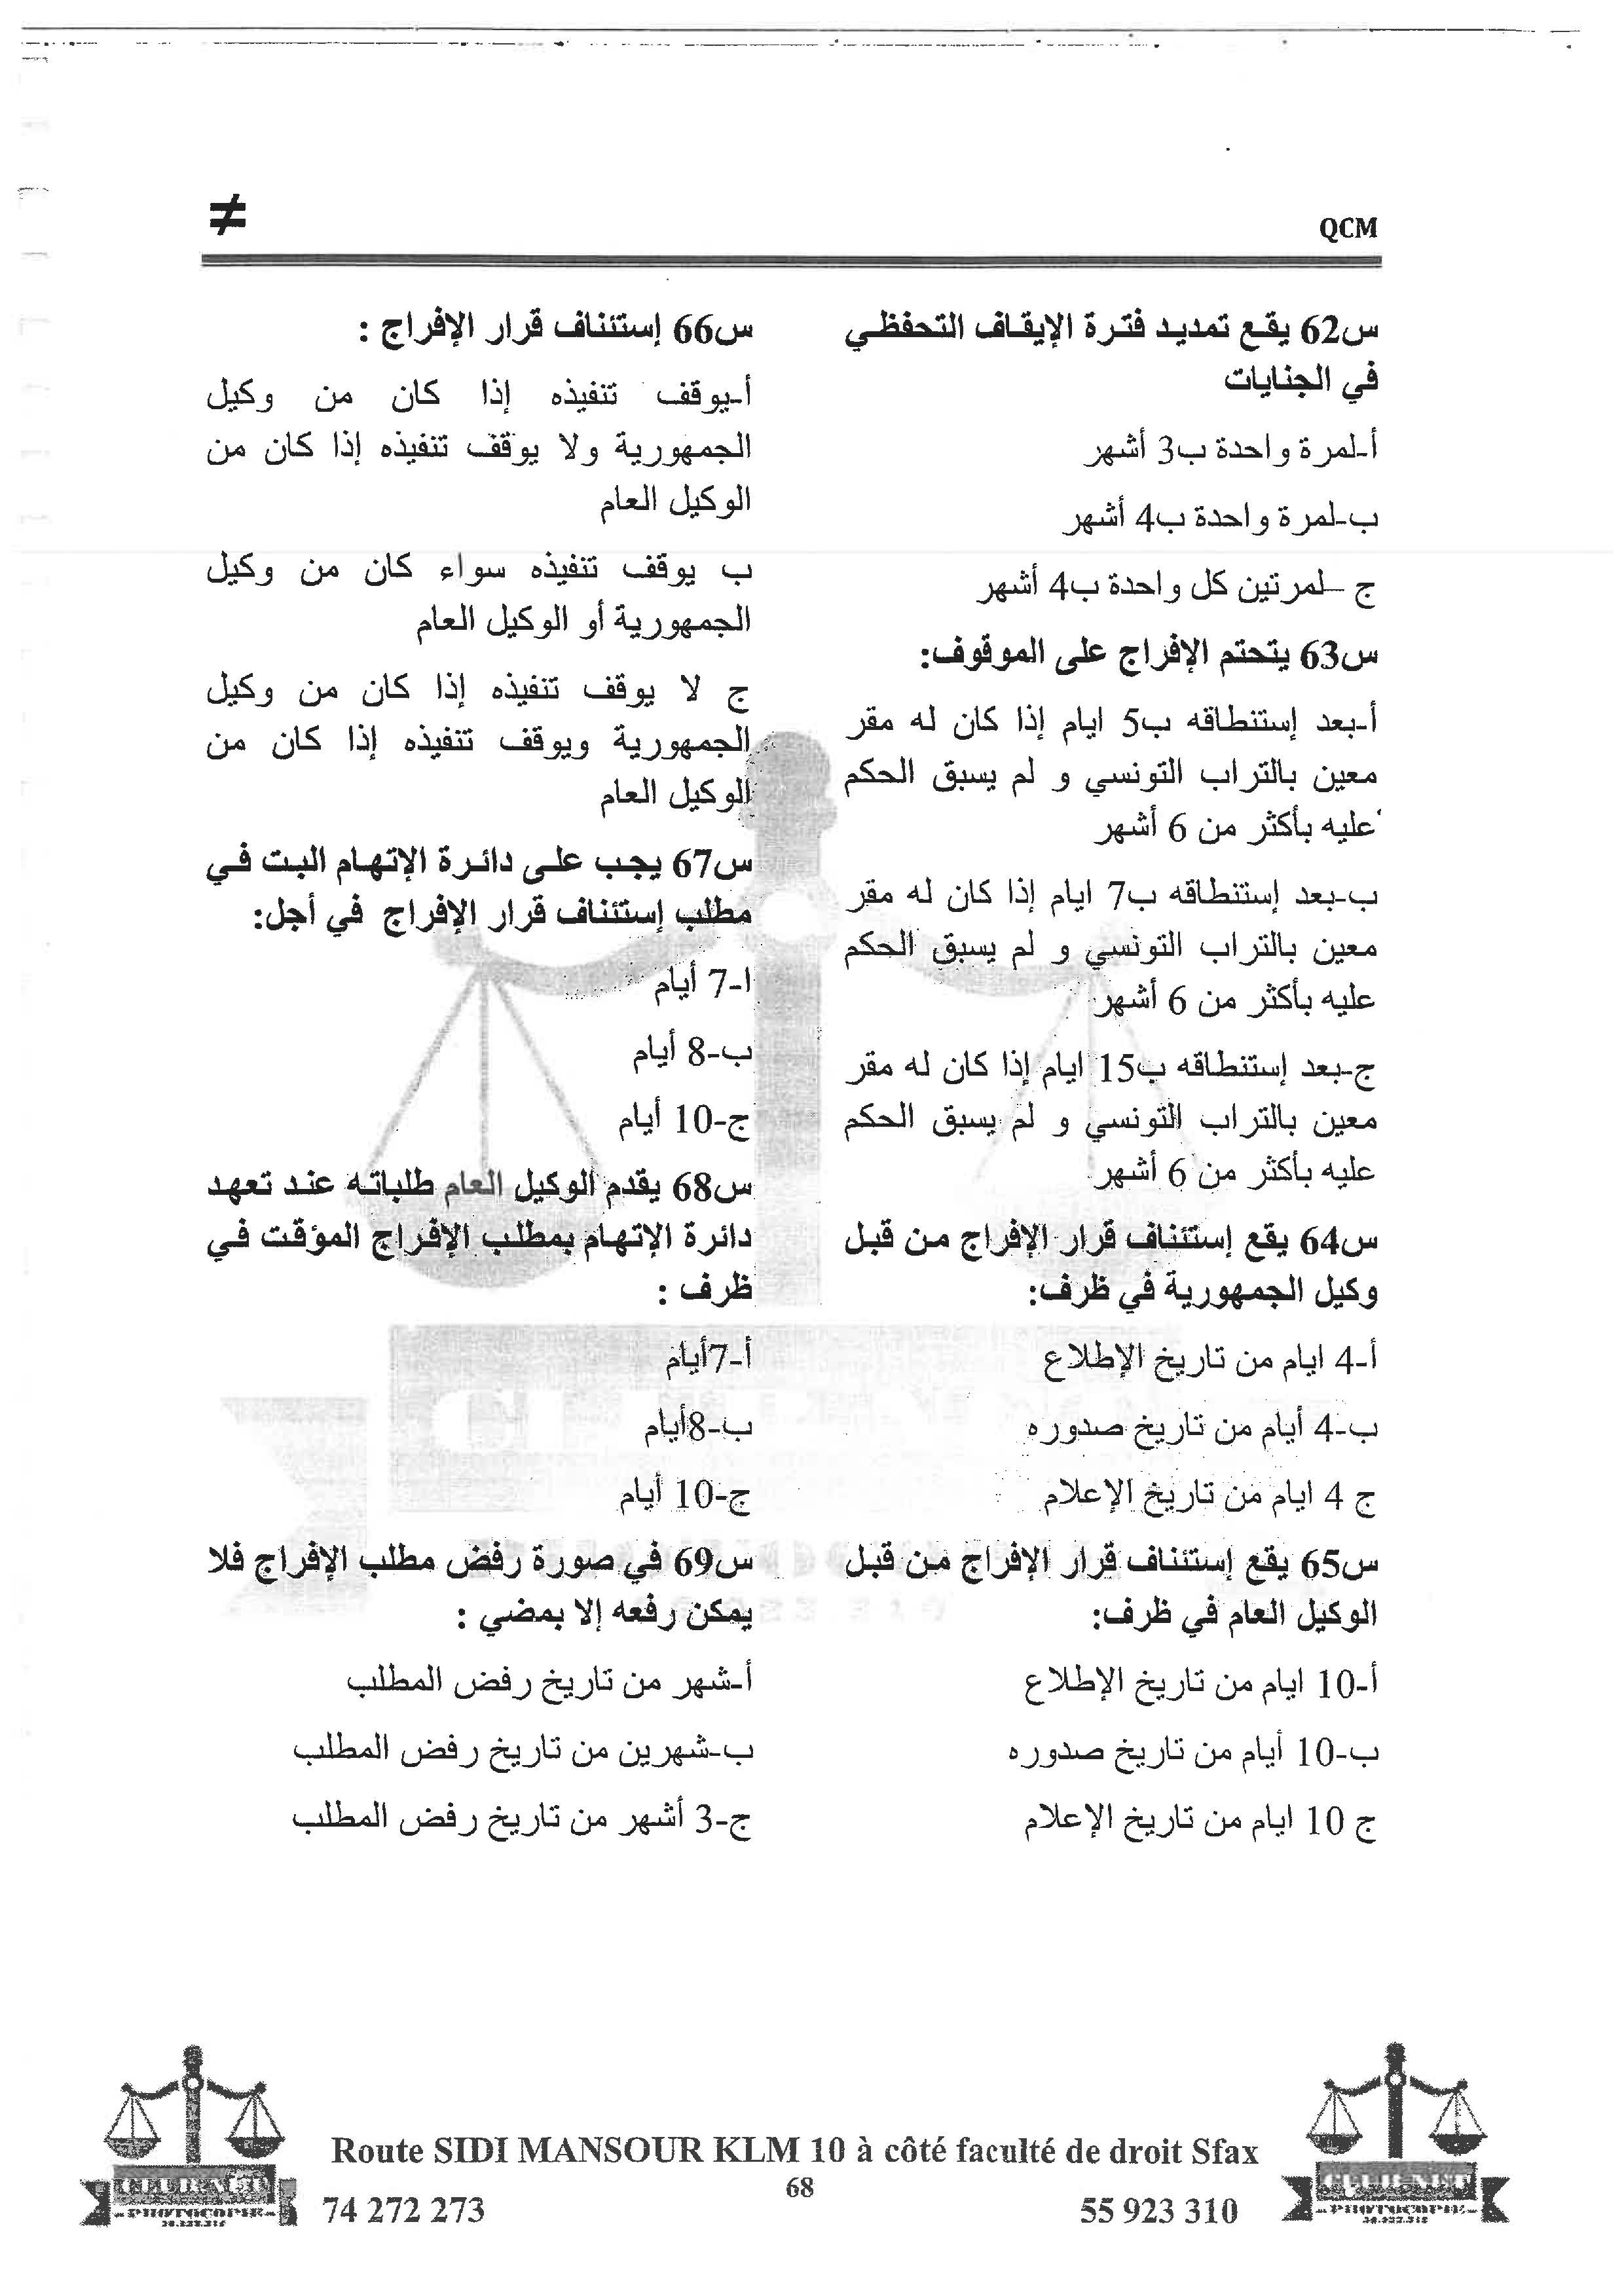 ≠
QCM
س62 يقع تمديد فترة الإيقاف التحفظي
في الجنايات
أ-لمرة واحدة ب3 أشهر
ب-لمرة واحدة ب4 أشهر
ج –لمرتين كل واحدة ب4 أشهر
س63 يتحتم الإفراج على الموقوف:
أ-بعد إستنطاقه ب5 ايام إذا كان له مقر
معين بالتراب التونسي و لم يسبق الحكم
عليه بأكثر من 6 أشهر
ب-بعد إستنطاقه ب7 ايام إذا كان له مقر
معين بالتراب التونسي و لم يسبق الحكم
عليه بأكثر من 6 أشهر
ج-بعد إستنطاقه ب15 ايام إذا كان له مقر
معين بالتراب التونسي و لم يسبق الحكم
عليه بأكثر من 6 أشهر
س64 يقع إستئناف قرار الإفراج من قبل
وكيل الجمهورية في ظرف:
أ-4 ايام من تاريخ الإطلاع
ب-4 أيام من تاريخ صدوره
ج 4 ايام من تاريخ الإعلام
س65 يقع إستئناف قرار الإفراج من قبل
الوكيل العام في ظرف:
أ-10 ايام من تاريخ الإطلاع
ب-10 أيام من تاريخ صدوره
ج 10 ايام من تاريخ الإعلام
س66 إستئناف قرار الإفراج :
أ-يوقف تنفيذه إذا كان من وكيل
الجمهورية ولا يوقف تنفيذه إذا كان من
الوكيل العام
ب يوقف تنفيذه سواء كان من وكيل
الجمهورية أو الوكيل العام
ج لا يوقف تنفيذه إذا كان من وكيل
الجمهورية ويوقف تنفيذه إذا كان من
الوكيل العام
س67 يجب على دائرة الإتهام البت في
مطلب إستئناف قرار الإفراج في أجل:
ا-7 أيام
ب-8 أيام
ج-10 أيام
س68 يقدم الوكيل العام طلباته عند تعهد
دائرة الإتهام بمطلب الإفراج المؤقت في
ظرف :
أ-7أيام
ب-8أيام
ج-10 أيام
س69 في صورة رفض مطلب الإفراج فلا
يمكن رفعه إلا بمضي :
أ-شهر من تاريخ رفض المطلب
ب-شهرين من تاريخ رفض المطلب
ج-3 أشهر من تاريخ رفض المطلب
Route SIDI MANSOUR KLM 10 à côté faculté de droit Sfax
68
74 272 273
55 923 310
PHOTOCOPIE
PHOTOCOPIE